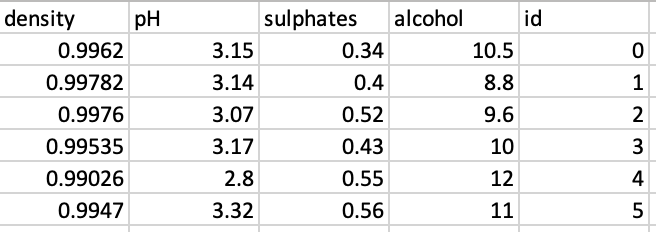 density pH sulphates alcohol id
0.9962 3.15 0.34 10.5 0
0.99782 3.14 0.4 8.8 1
0.9976 3.07 0.52 9.6 2
0.99535 3.17 0.43 10 3
0.99026 2.8 0.55 12 4
0.9947 3.32 0.56 11 5